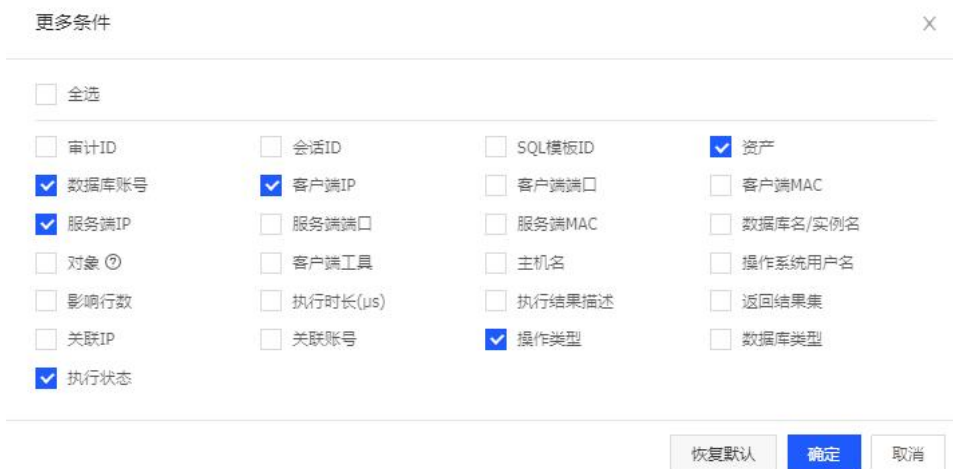 更多条件
全选
审计ID 会话ID SQL模板ID 资产
数据库账号 客户端IP 客户端端口 客户端MAC
服务端IP 服务端端口 服务端MAC 数据库名/实例名
对象 客户端工具 主机名 操作系统用户名
影响行数 执行时长(μs) 执行结果描述 返回结果集
关联IP 关联账号 操作类型 数据库类型
执行状态
恢复默认 确定 取消